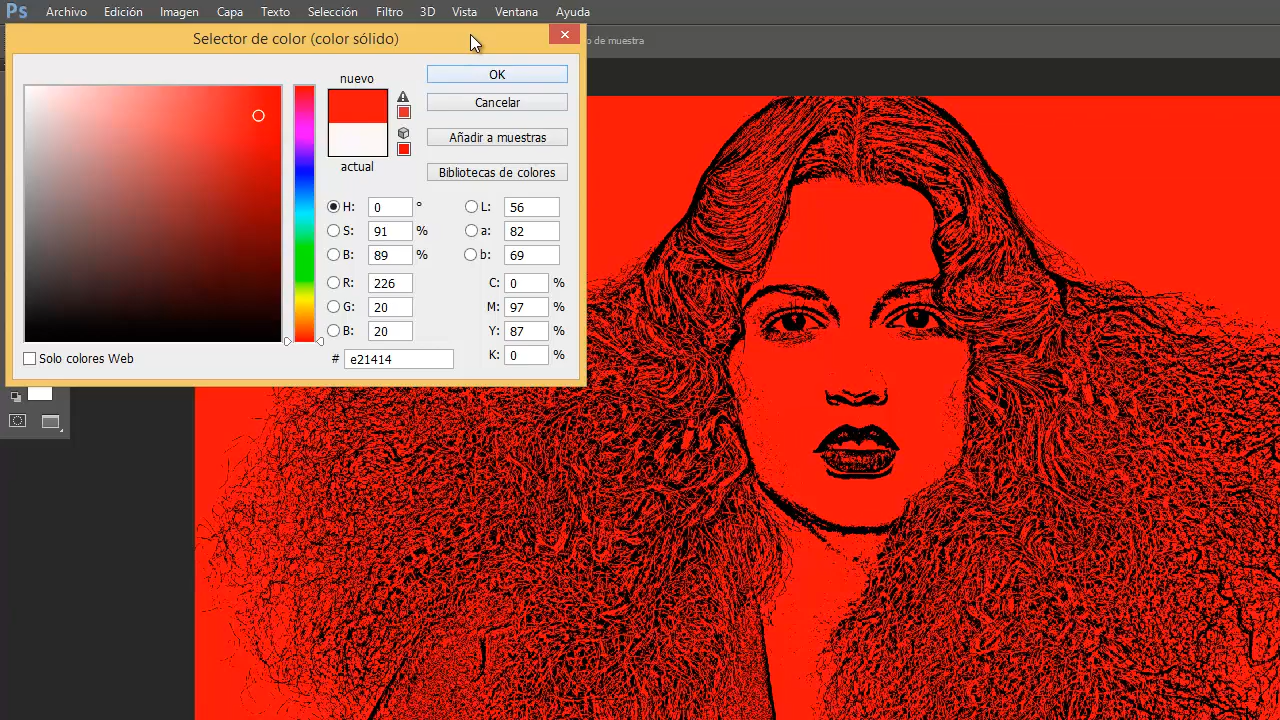 Ps Archivo Edición Imagen Capa Texto Selección Filtro 3D Vista Ventana Ayuda
Selector de color (color sólido)
o de muestra
nuevo
OK
Cancelar
Añadir a muestras
actual
Bibliotecas de colores
H: 0 ° L: 56
S: 91 % a: 82
B: 89 % b: 69
R: 226 C: 0 %
G: 20 M: 97 %
B: 20 Y: 87 %
K: 0 %
Solo colores Web # e21414